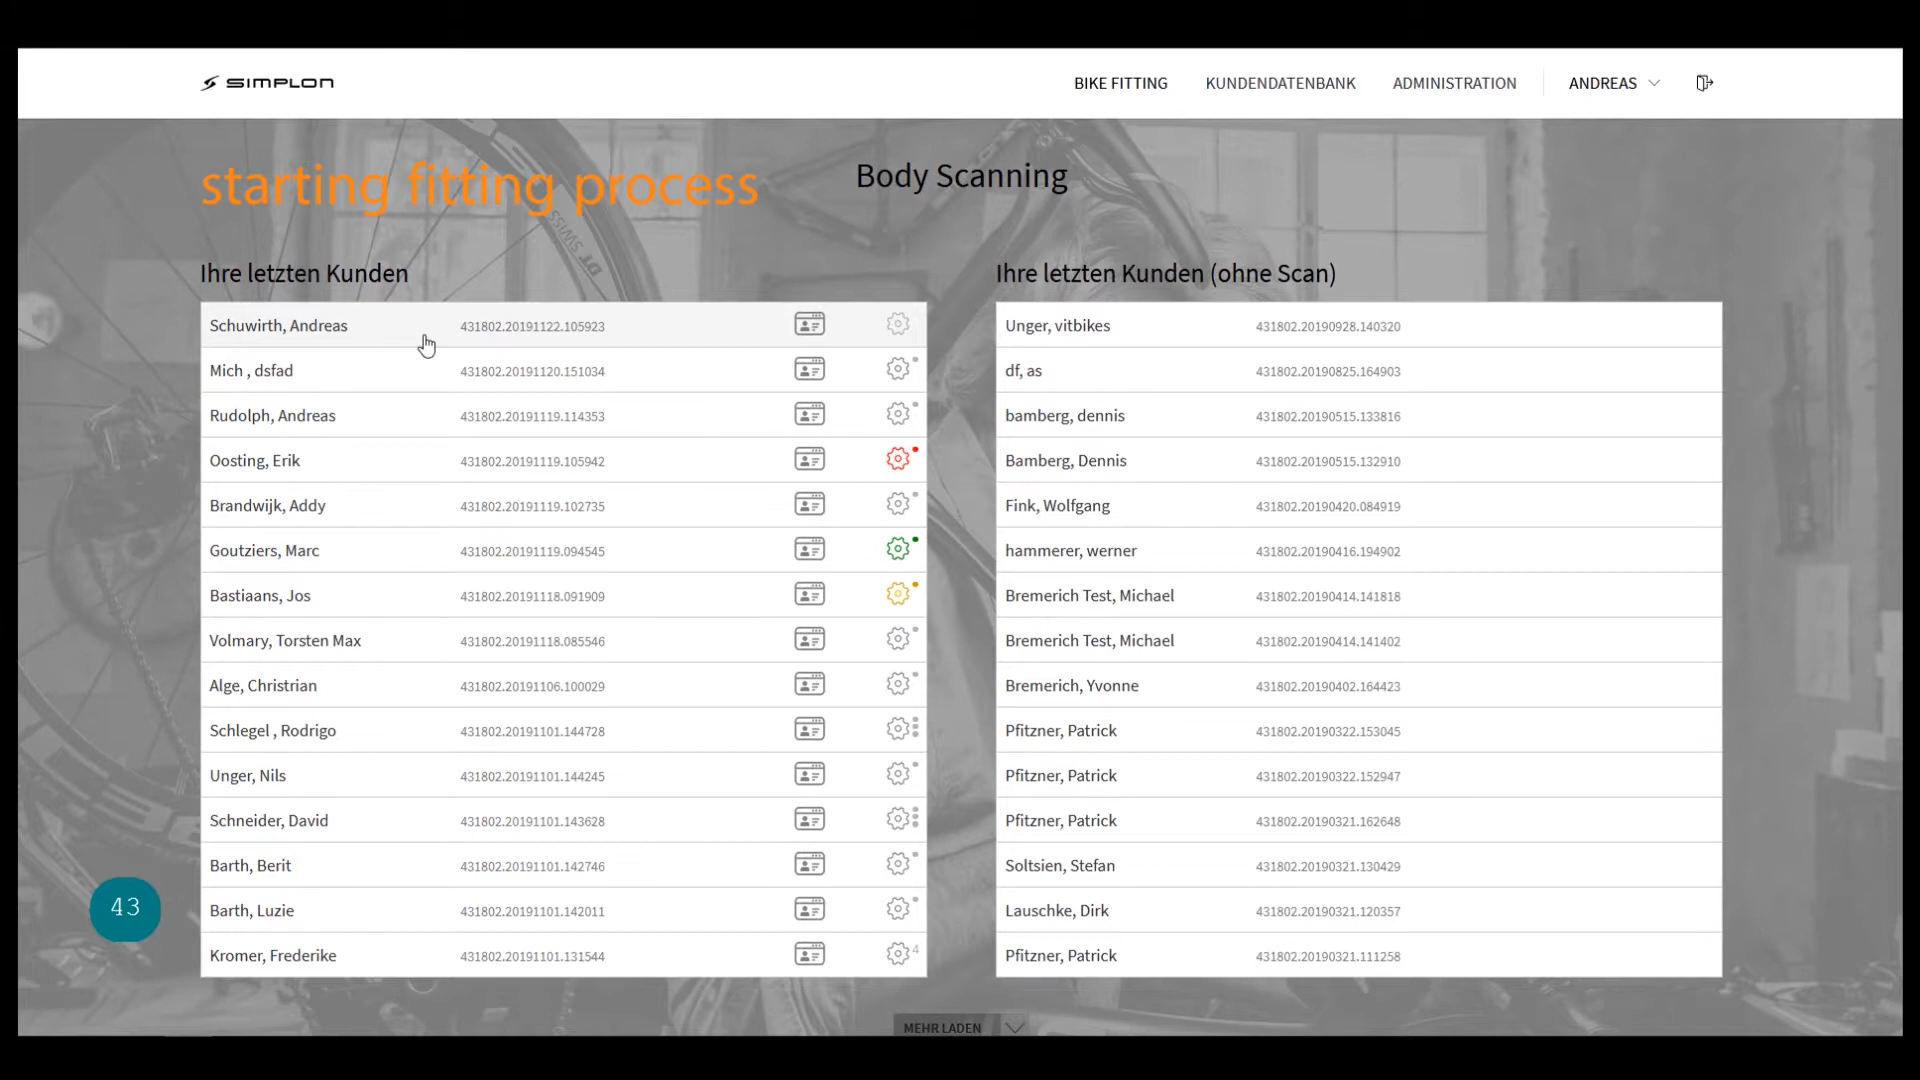 SIMPLON
BIKE FITTING
KUNDENDATENBANK
ADMINISTRATION
ANDREAS
starting fitting process
Body Scanning
DT SWISS
Ihre letzten Kunden
Schuwirth, Andreas 431802.20191122.105923
Mich , dsfad 431802.20191120.151034
Rudolph, Andreas 431802.20191119.114353
Oosting, Erik 431802.20191119.105942
Brandwijk, Addy 431802.20191119.102735
Goutziers, Marc 431802.20191119.094545
Bastiaans, Jos 431802.20191118.091909
Volmary, Torsten Max 431802.20191118.085546
Alge, Christrian 431802.20191106.100029
Schlegel , Rodrigo 431802.20191101.144728
Unger, Nils 431802.20191101.144245
Schneider, David 431802.20191101.143628
Barth, Berit 431802.20191101.142746
Barth, Luzie 431802.20191101.142011
Kromer, Frederike 431802.20191101.131544 4
Ihre letzten Kunden (ohne Scan)
Unger, vitbikes 431802.20190928.140320
df, as 431802.20190825.164903
bamberg, dennis 431802.20190515.133816
Bamberg, Dennis 431802.20190515.132910
Fink, Wolfgang 431802.20190420.084919
hammerer, werner 431802.20190416.194902
Bremerich Test, Michael 431802.20190414.141818
Bremerich Test, Michael 431802.20190414.141402
Bremerich, Yvonne 431802.20190402.164423
Pfitzner, Patrick 431802.20190322.153045
Pfitzner, Patrick 431802.20190322.152947
Pfitzner, Patrick 431802.20190321.162648
Soltsien, Stefan 431802.20190321.130429
Lauschke, Dirk 431802.20190321.120357
Pfitzner, Patrick 431802.20190321.111258
43
MEHR LADEN